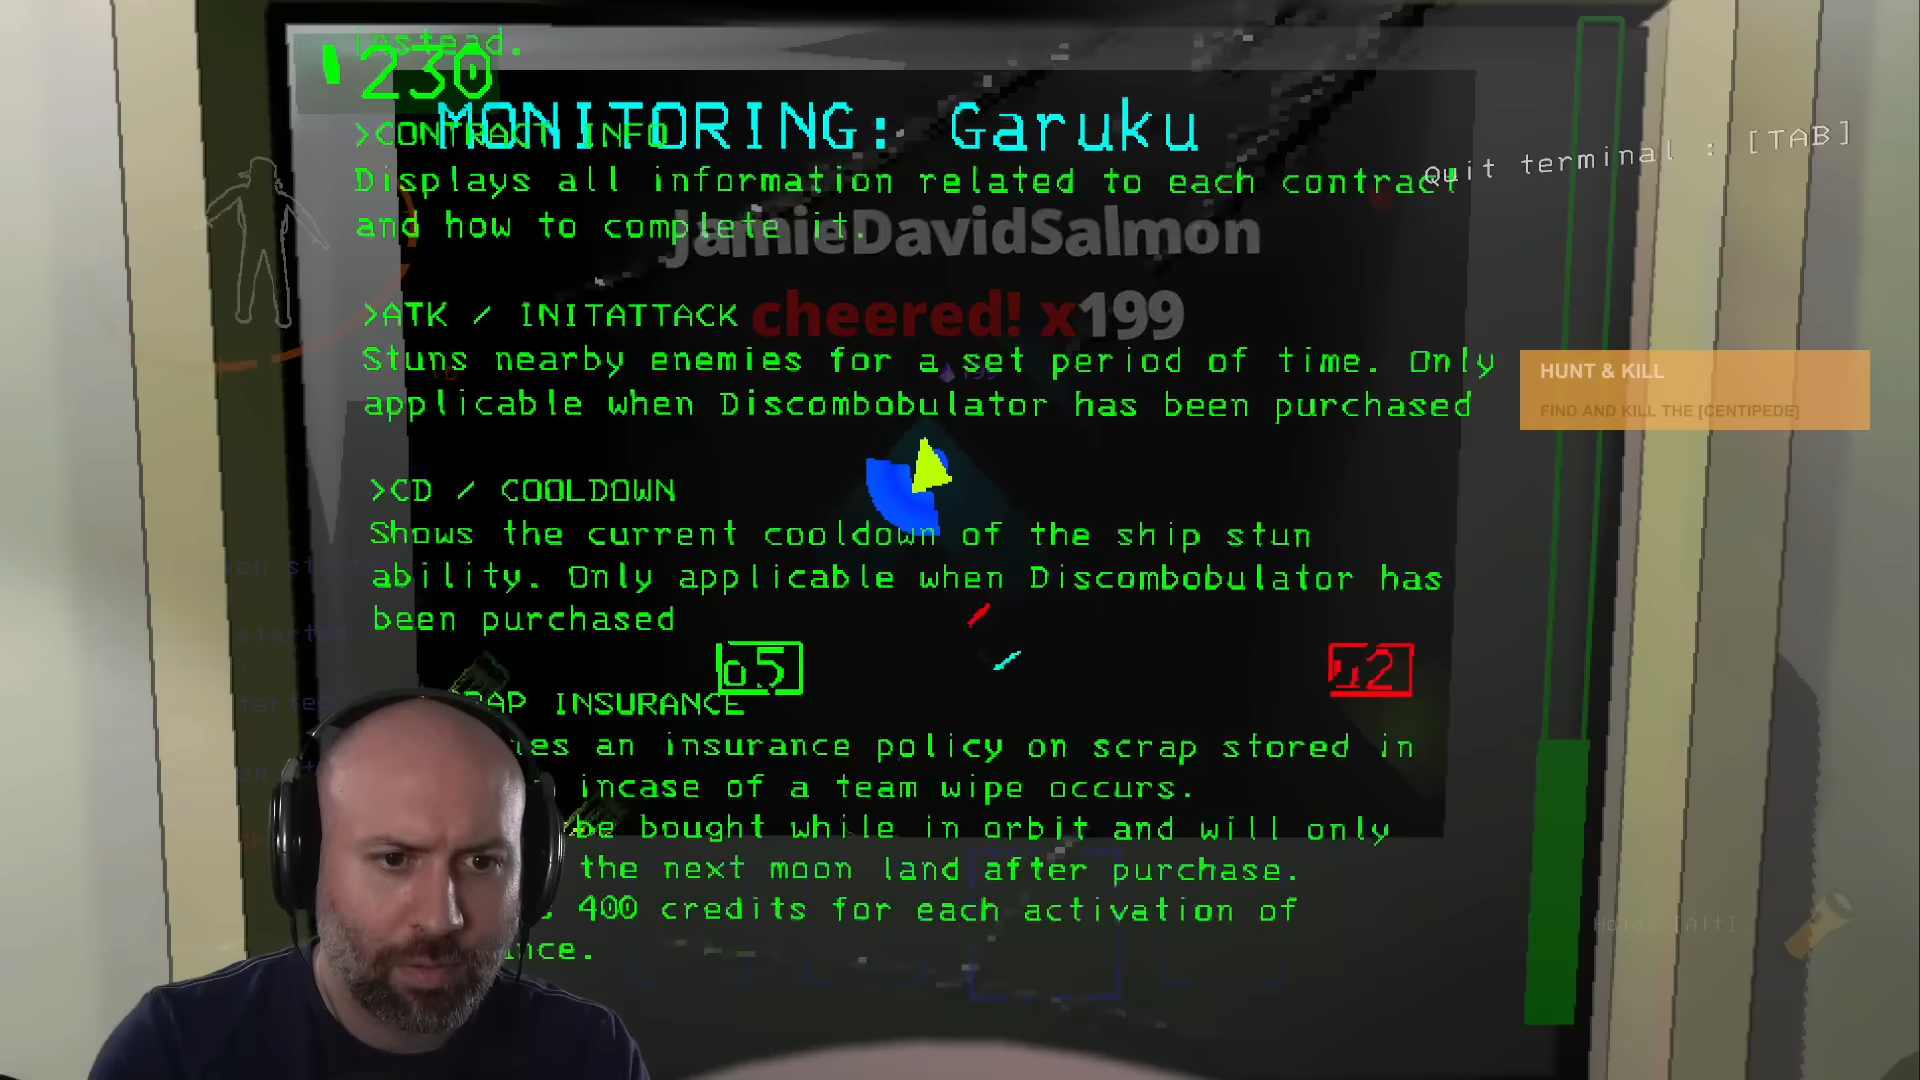 instead.
230
MONITORING: Garuku
>CONTRACT INFO
Quit terminal : [TAB]
Displays all information related to each contract
and how to complete it.
JamieDavidSalmon
cheered! x199
>ATK / INITATTACK
Stuns nearby enemies for a set period of time. Only
applicable when Discombobulator has been purchased
HUNT & KILL
FIND AND KILL THE [CENTIPEDE]
>CD / COOLDOWN
Shows the current cooldown of the ship stun
ability. Only applicable when Discombobulator has
been purchased
o5
u2
INSURANCE
an insurance policy on scrap stored in
incase of a team wipe occurs.
be bought while in orbit and will only
the next moon land after purchase.
400 credits for each activation of
[Alt]